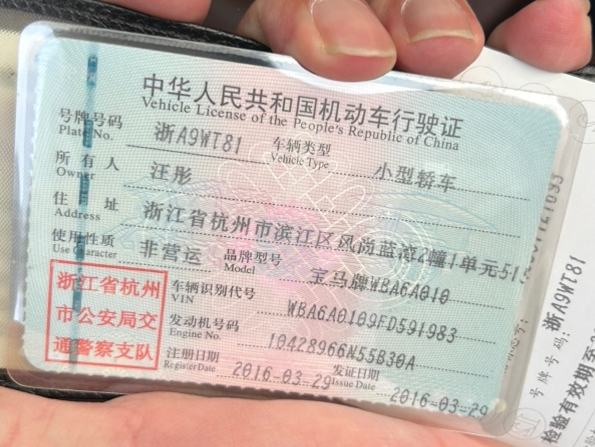 中华人民共和国机动车行驶证
Vehicle License of the People's Republic of China
号牌号码 浙A9WT81 车辆类型 小型轿车
Plate No. Vehicle Type
所有人 汪彤
Owner
住址 浙江省杭州市滨江区风尚蓝湾2幢1单元515
Address
使用性质 非营运 品牌型号 宝马牌WBA6A010
Use Character Model
浙江省杭州
市公安局交
通警察支队
车辆识别代号 WBA6A0109FD591983
VIN
发动机号码 10428966N55B30A
Engine No.
注册日期 2016-03-29 发证日期 2016-03-29
Register Date Issue Date
号牌号码: 浙A9WT81
检验有效期至